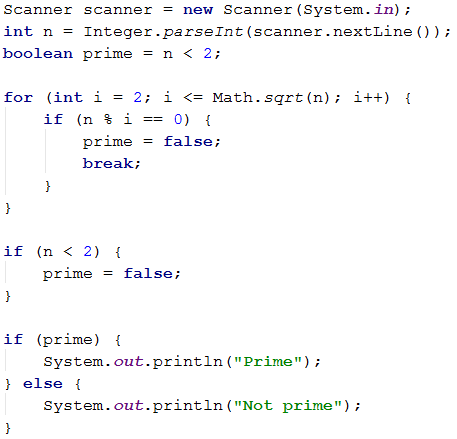 Scanner scanner = new Scanner(System.in);
int n = Integer.parseInt(scanner.nextLine());
boolean prime = n < 2;

for (int i = 2; i <= Math.sqrt(n); i++) {
    if (n % i == 0) {
        prime = false;
        break;
    }
}

if (n < 2) {
    prime = false;
}

if (prime) {
    System.out.println("Prime");
} else {
    System.out.println("Not prime");
}